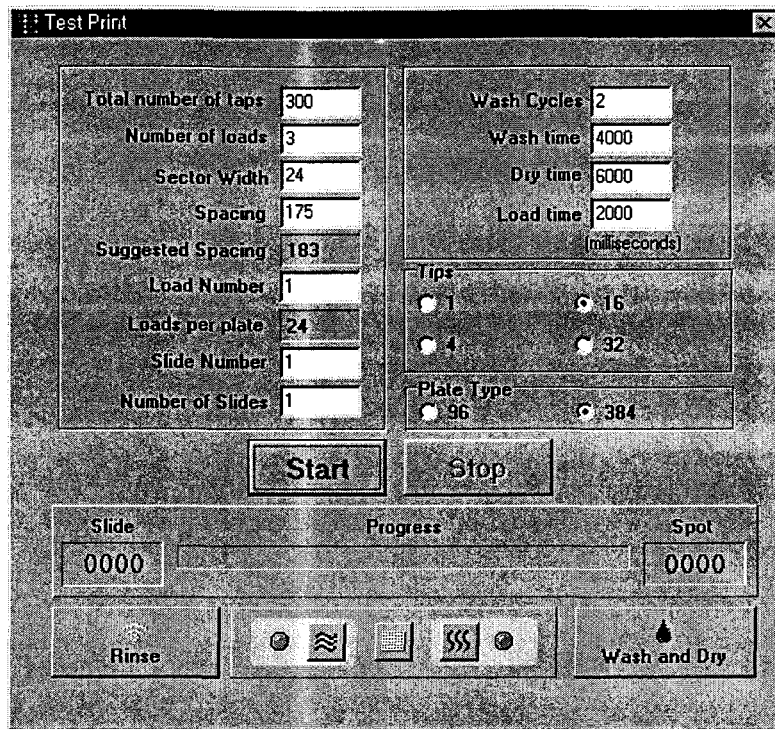 Test Print
Total number of taps 300
Number of loads 3
Sector Width 24
Spacing 175
Suggested Spacing 183
Load Number 1
Loads per plate 24
Slide Number 1
Number of Slides 1
Wash Cycles 2
Wash time 4000
Dry time 6000
Load time 2000
(milliseconds)
Tips
1 16
4 32
Plate Type
96 384
Start Stop
Slide Progress Spot
0000 0000
Rinse Wash and Dry